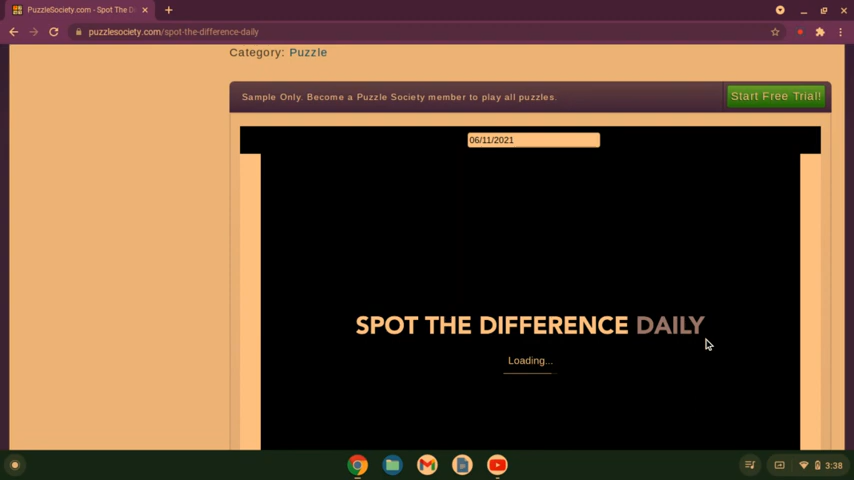 PuzzleSociety.com - Spot The Di
puzzlesociety.com/spot-the-difference-daily
Category: Puzzle
Sample Only. Become a Puzzle Society member to play all puzzles.
Start Free Trial!
06/11/2021
SPOT THE DIFFERENCE DAILY
Loading...
3:38